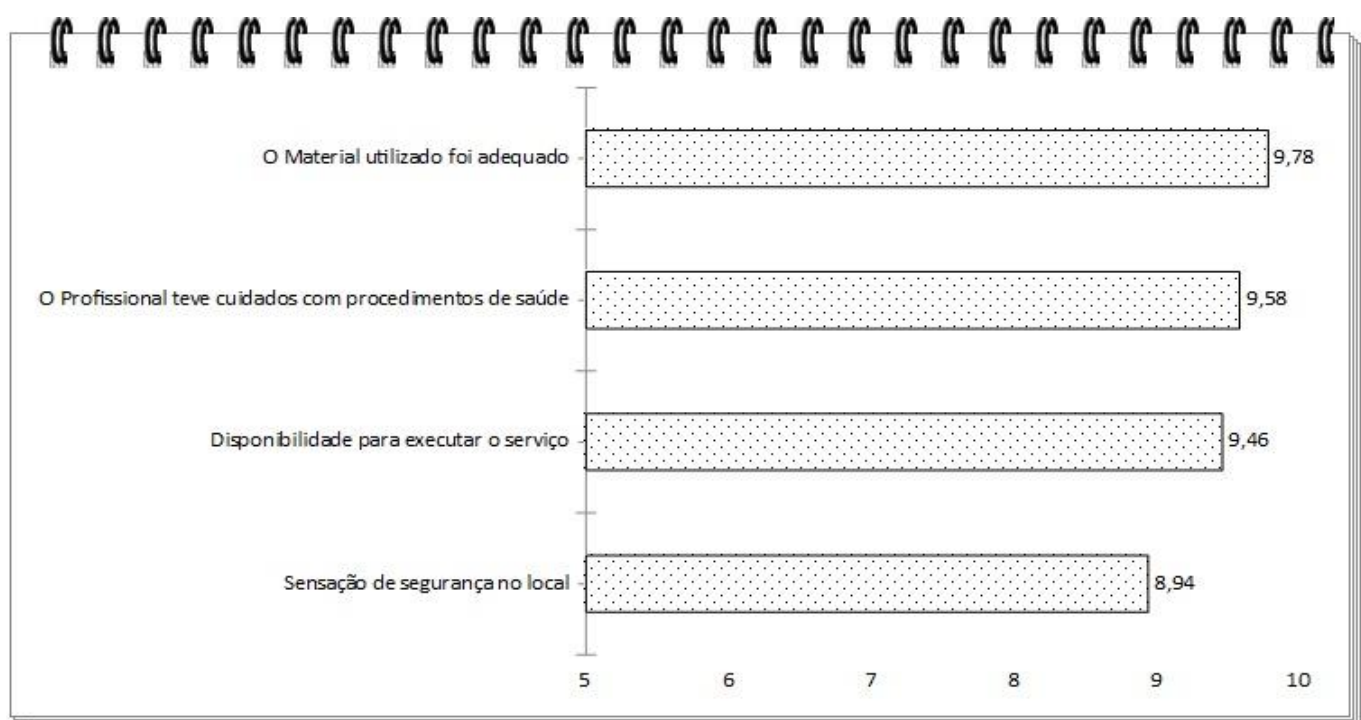 O Material utilizado foi adequado
9,78
O Profissional teve cuidados com procedimentos de saúde
9,58
Disponibilidade para executar o serviço
9,46
Sensação de segurança no local
8,94
5 6 7 8 9 10